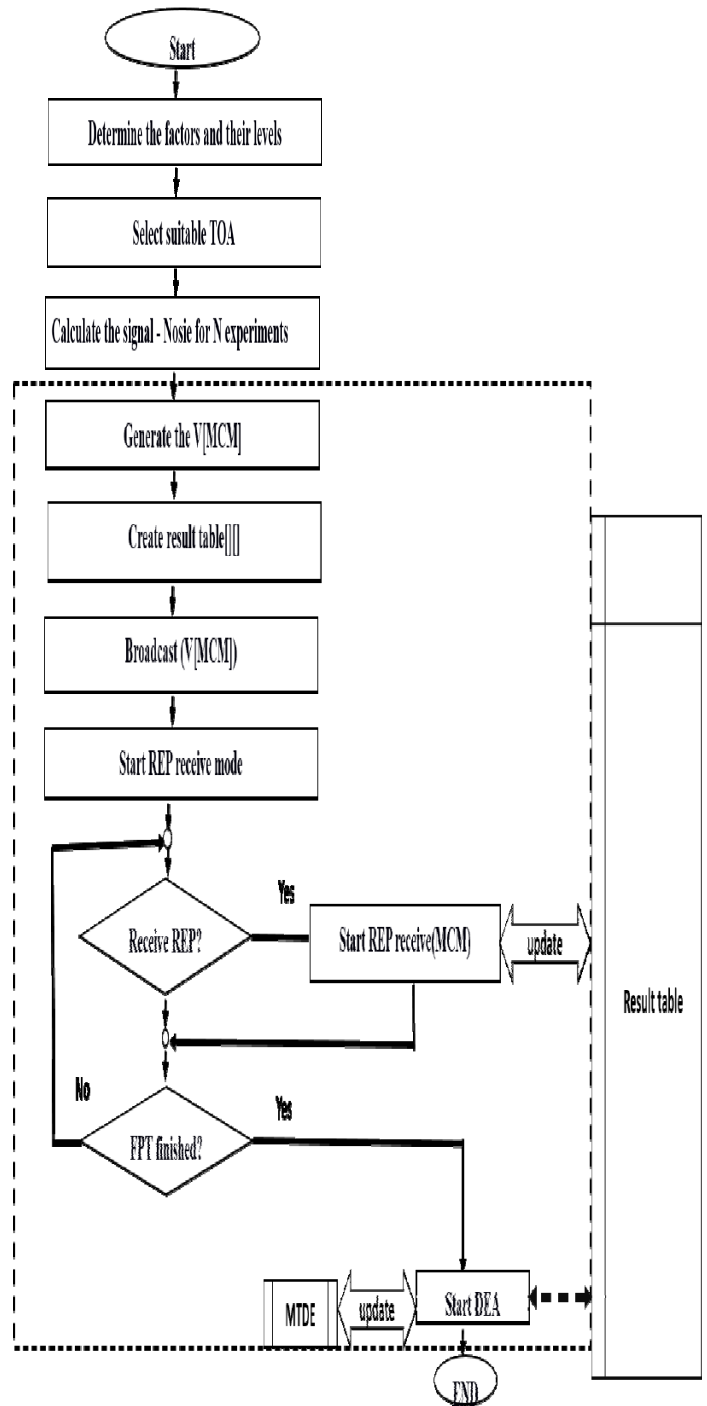 Start
Determine the factors and their levels
Select suitable TOA
Calculate the signal - Nosie for N experiments
Generate the V[MCM]
Create result table[][]
Broadcast (V[MCM])
Start REP receive mode
Yes
Receive REP?
Start REP receive(MCM)
update
Result table
No
Yes
FPT finished?
MTDE
update
Start DEA
END